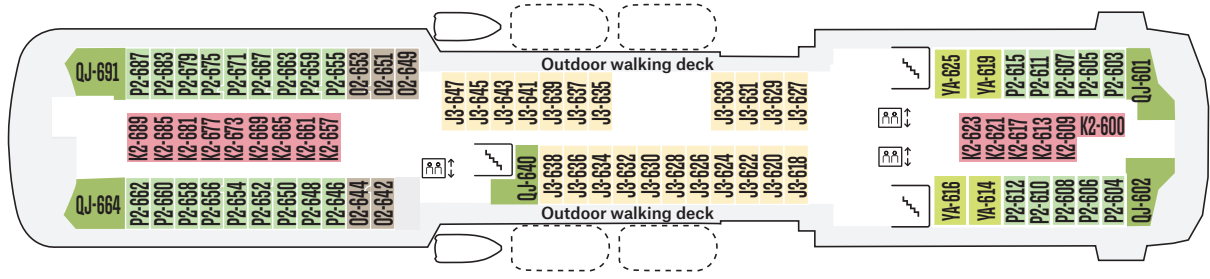 QJ-691 P2-687 P2-683 P2-679 P2-675 P2-671 P2-667 P2-663 P2-659 P2-655 O2-653 O2-651 O2-649
Outdoor walking deck
J3-647 J3-645 J3-643 J3-641 J3-639 J3-637 J3-635
J3-633 J3-631 J3-629 J3-627
YA-625 YA-619 P2-615 P2-611 P2-607 P2-605 P2-603 QJ-601
K2-689 K2-685 K2-681 K2-677 K2-673 K2-669 K2-665 K2-661 K2-657
K2-623 K2-621 K2-617 K2-613 K2-609 K2-600
QJ-664 P2-662 P2-660 P2-658 P2-656 P2-654 P2-652 P2-650 P2-648 P2-646 O2-644 O2-642
QJ-640 J3-638 J3-636 J3-634 J3-632 J3-630 J3-628 J3-626 J3-624 J3-622 J3-620 J3-618
YA-616 YA-614 P2-612 P2-610 P2-608 P2-606 P2-604 QJ-602
Outdoor walking deck